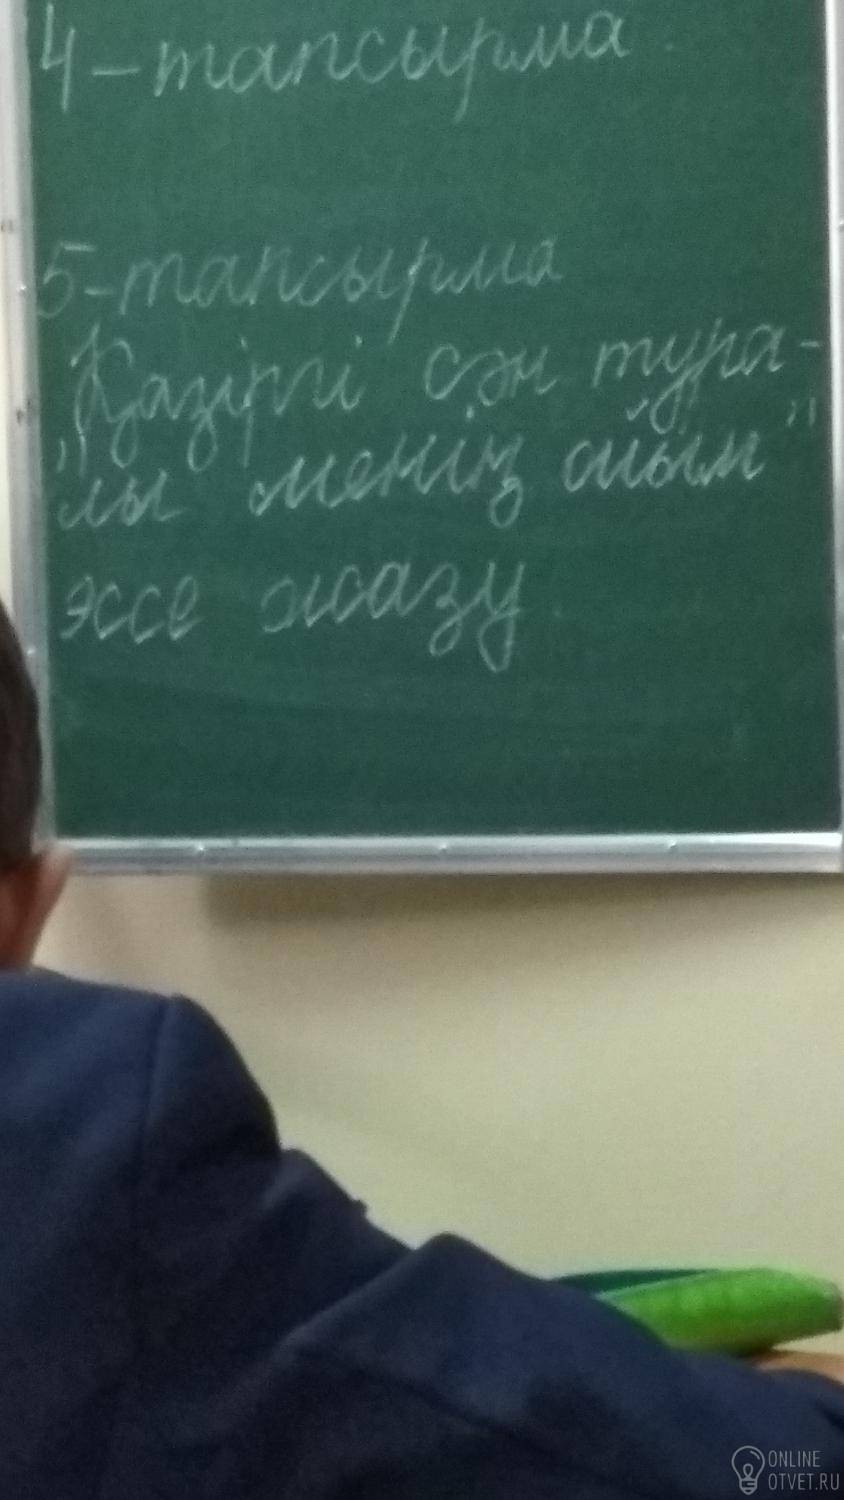 4-тапсырма
5-тапсырма
Қазіргі сән тура-
"лы менің ойым"
эссе жазу
ONLINE
OTVET.RU